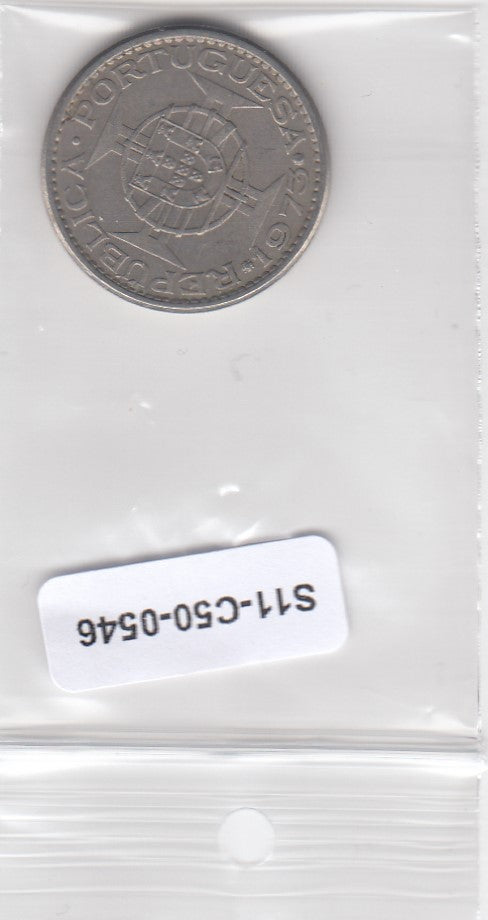 REPUBLICA · PORTUGUESA · 1973
S11-C50-0546